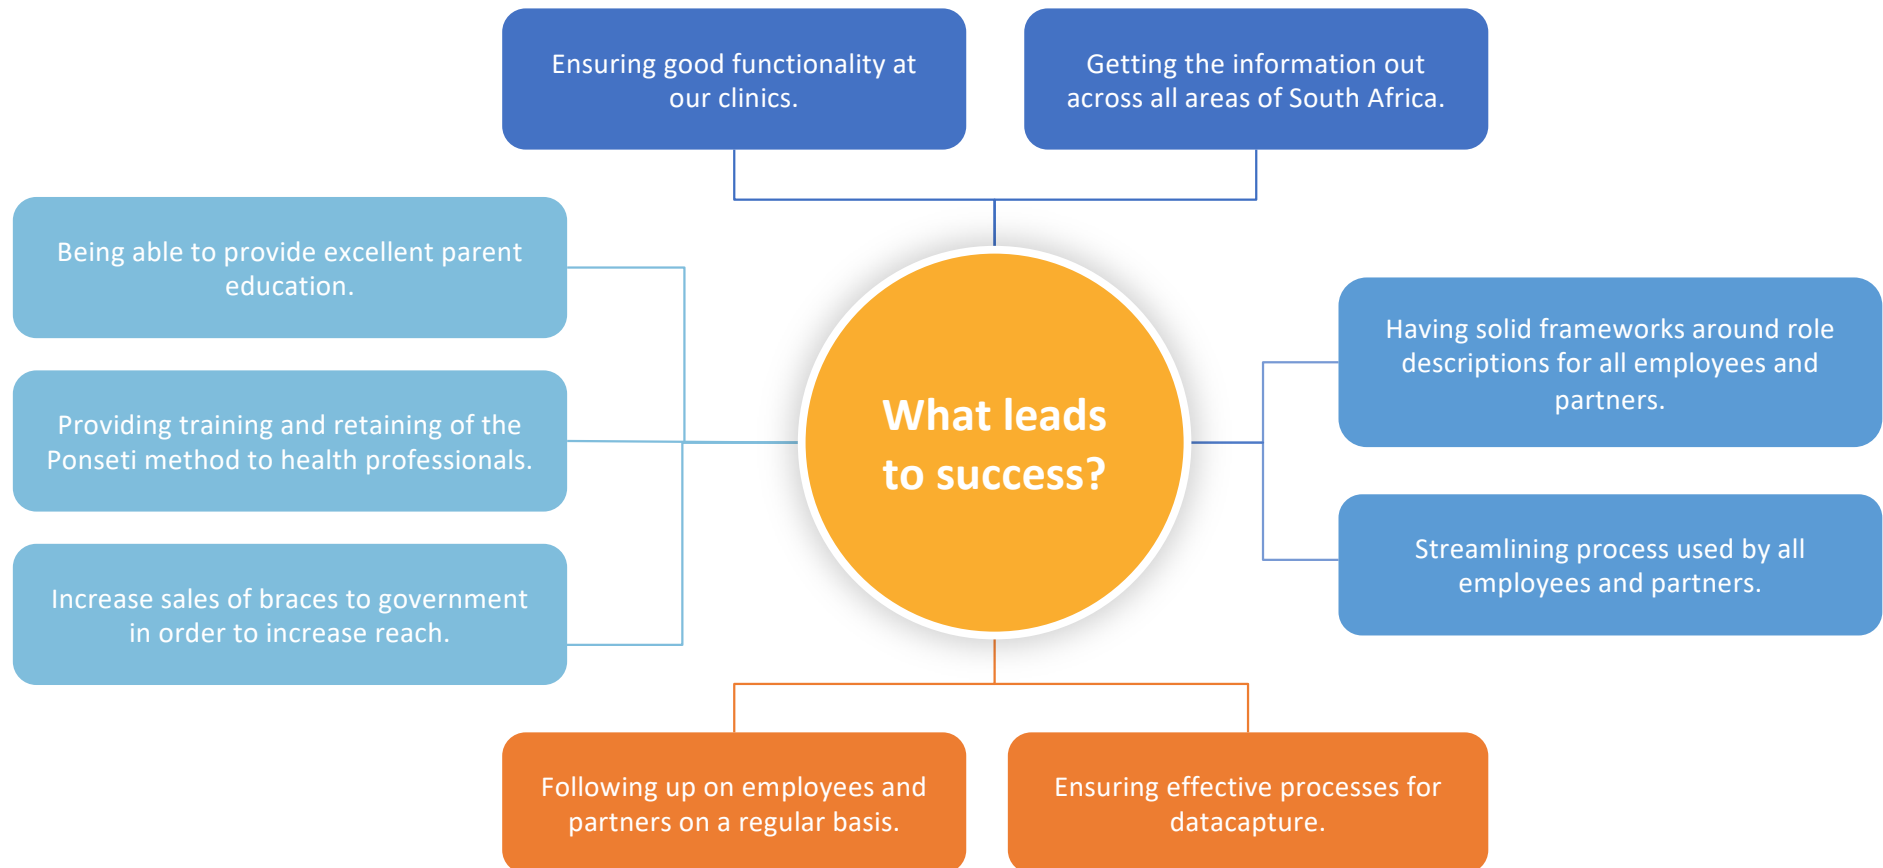 Ensuring good functionality at
our clinics.
Getting the information out
across all areas of South Africa.
Being able to provide excellent parent
education.
Providing training and retaining of the
Ponseti method to health professionals.
Increase sales of braces to government
in order to increase reach.
What leads
to success?
Having solid frameworks around role
descriptions for all employees and
partners.
Streamlining process used by all
employees and partners.
Following up on employees and
partners on a regular basis.
Ensuring effective processes for
datacapture.